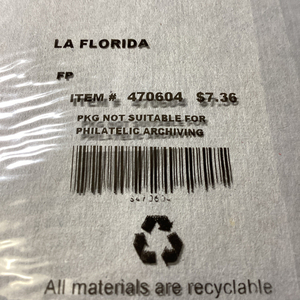 LA FLORIDA
FP
ITEM # 470604 $7.36
PKG NOT SUITABLE FOR
PHILATELIC ARCHIVING
All materials are recyclable